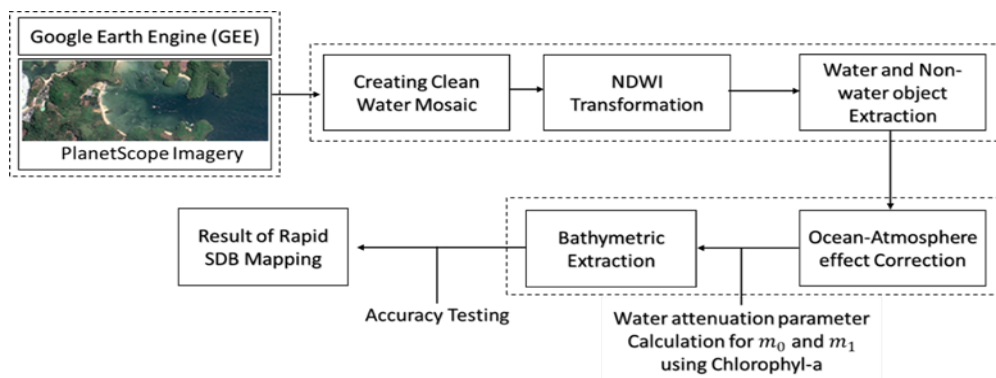 Google Earth Engine (GEE)
PlanetScope Imagery
Creating Clean
Water Mosaic
NDWI
Transformation
Water and Non-
water object
Extraction
Ocean-Atmosphere
effect Correction
Water attenuation parameter
Calculation for m₀ and m₁
using Chlorophyl-a
Bathymetric
Extraction
Accuracy Testing
Result of Rapid
SDB Mapping